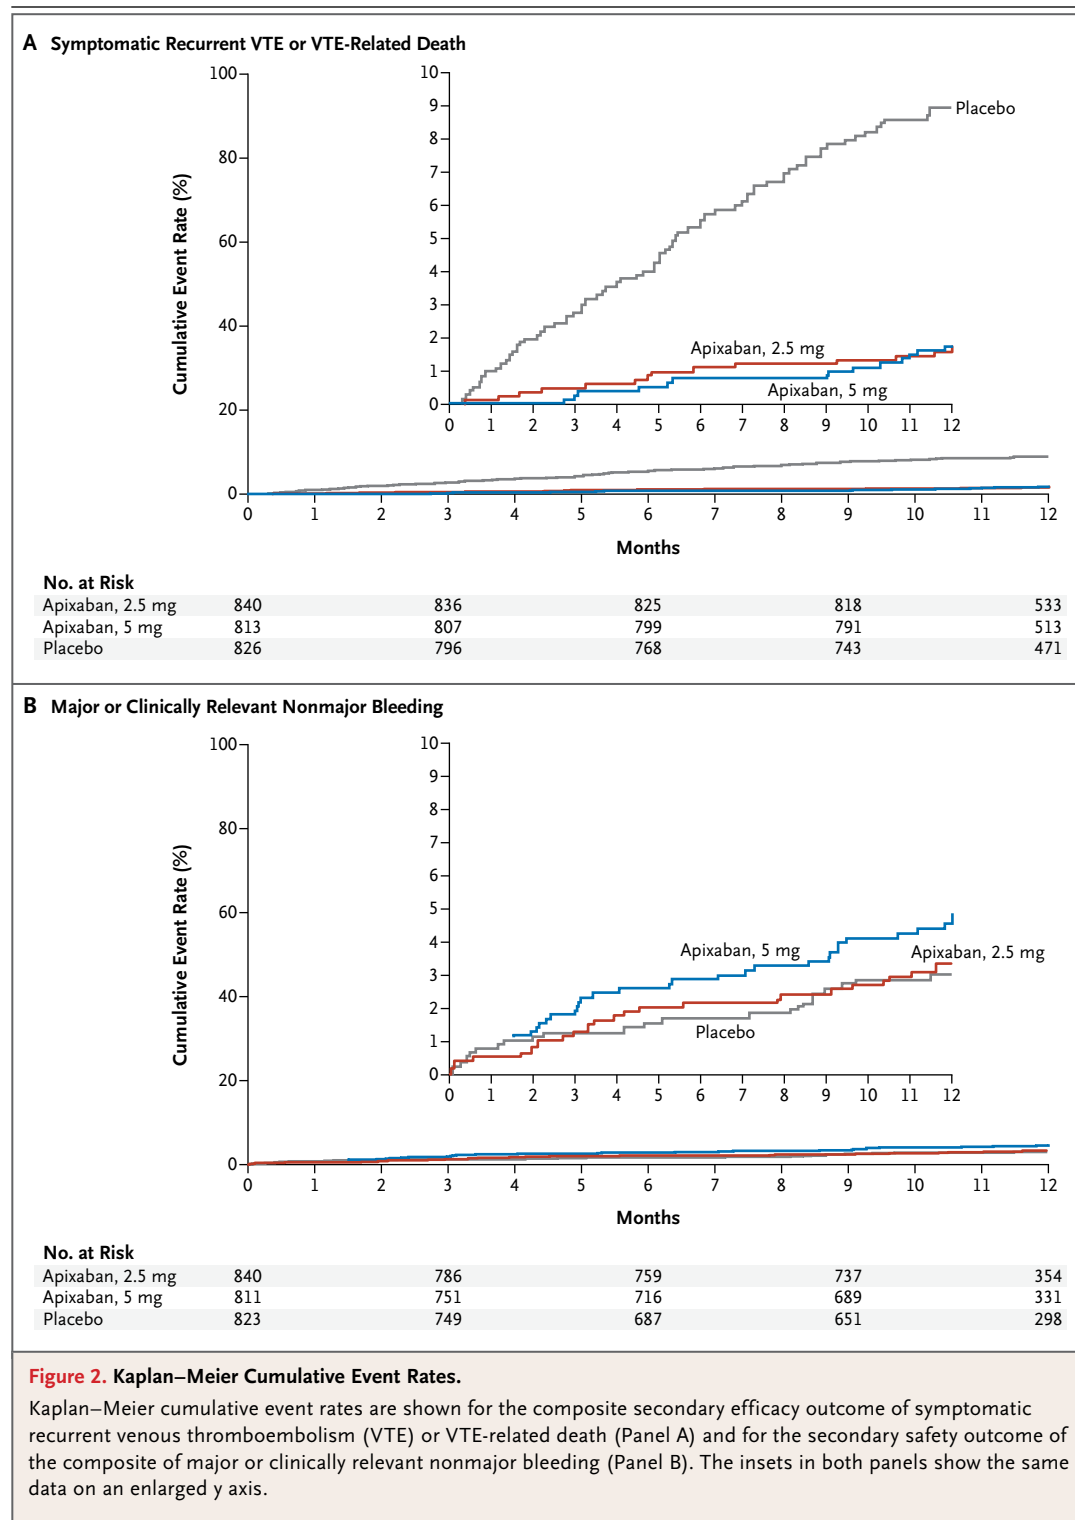 A Symptomatic Recurrent VTE or VTE-Related Death
Cumulative Event Rate (%)
100
80
60
40
20
0
0 1 2 3 4 5 6 7 8 9 10 11 12
Months
10
9
8
7
6
5
4
3
2
1
0
0 1 2 3 4 5 6 7 8 9 10 11 12
Placebo
Apixaban, 2.5 mg
Apixaban, 5 mg
No. at Risk
Apixaban, 2.5 mg 840 836 825 818 533
Apixaban, 5 mg 813 807 799 791 513
Placebo 826 796 768 743 471
B Major or Clinically Relevant Nonmajor Bleeding
Cumulative Event Rate (%)
100
80
60
40
20
0
0 1 2 3 4 5 6 7 8 9 10 11 12
Months
10
9
8
7
6
5
4
3
2
1
0
0 1 2 3 4 5 6 7 8 9 10 11 12
Apixaban, 5 mg
Apixaban, 2.5 mg
Placebo
No. at Risk
Apixaban, 2.5 mg 840 786 759 737 354
Apixaban, 5 mg 811 751 716 689 331
Placebo 823 749 687 651 298
Figure 2. Kaplan–Meier Cumulative Event Rates.
Kaplan–Meier cumulative event rates are shown for the composite secondary efficacy outcome of symptomatic
recurrent venous thromboembolism (VTE) or VTE-related death (Panel A) and for the secondary safety outcome of
the composite of major or clinically relevant nonmajor bleeding (Panel B). The insets in both panels show the same
data on an enlarged y axis.